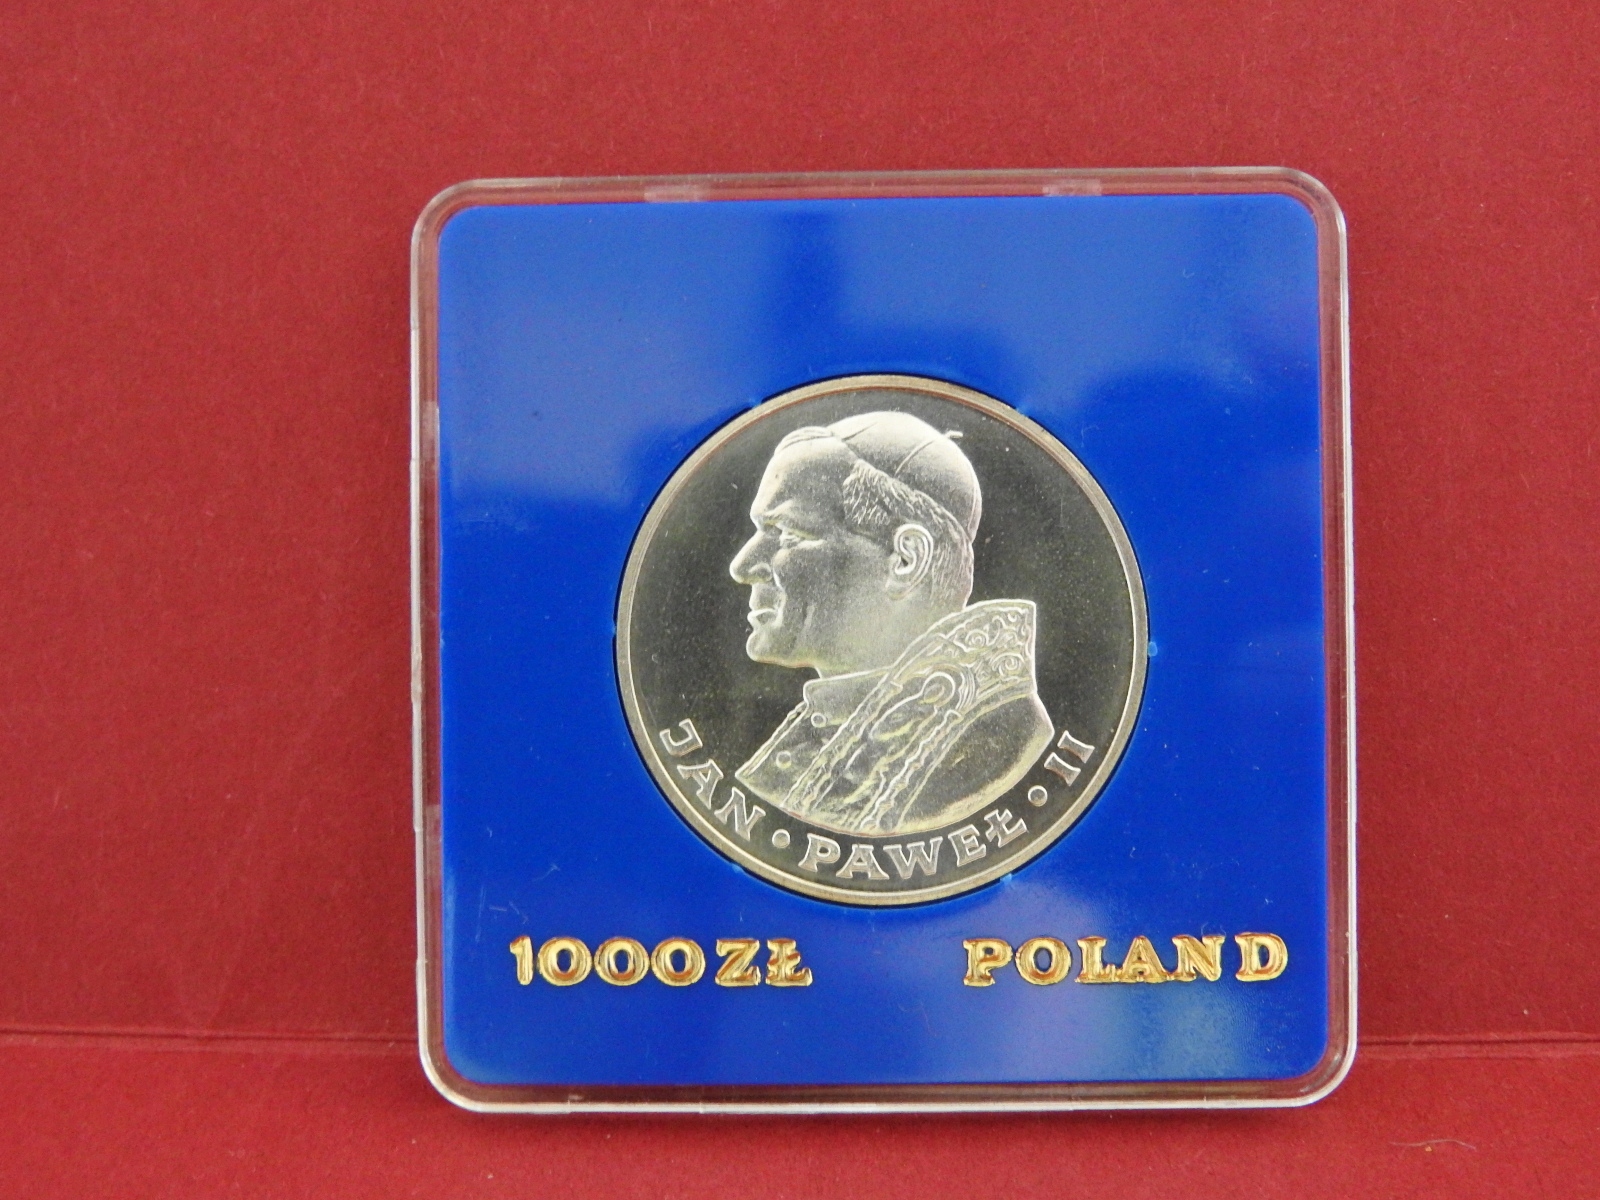 JAN • PAWEŁ • II
1000 ZŁ POLAND